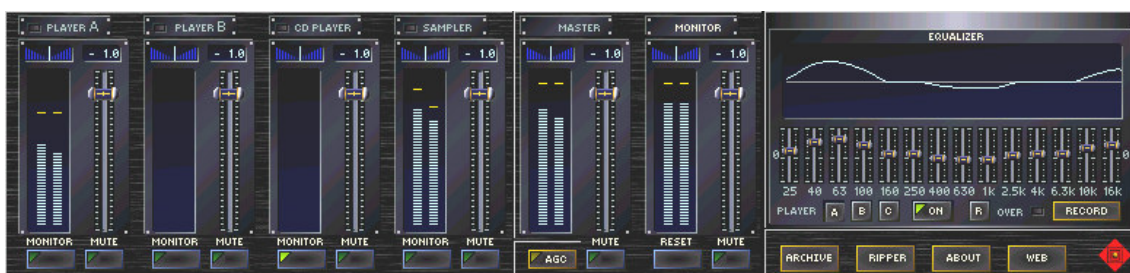 PLAYER A
PLAYER B
CD PLAYER
SAMPLER
MASTER
MONITOR
- 1.0
- 1.0
- 1.0
- 1.0
- 1.0
- 1.0
MONITOR MUTE
MONITOR MUTE
MONITOR MUTE
MONITOR MUTE
MUTE
RESET MUTE
AGC
EQUALIZER
0 0
25 40 63 100 160 250 400 630 1k 2.5k 4k 6.3k 10k 16k
PLAYER A B C ON R OVER RECORD
ARCHIVE RIPPER ABOUT WEB